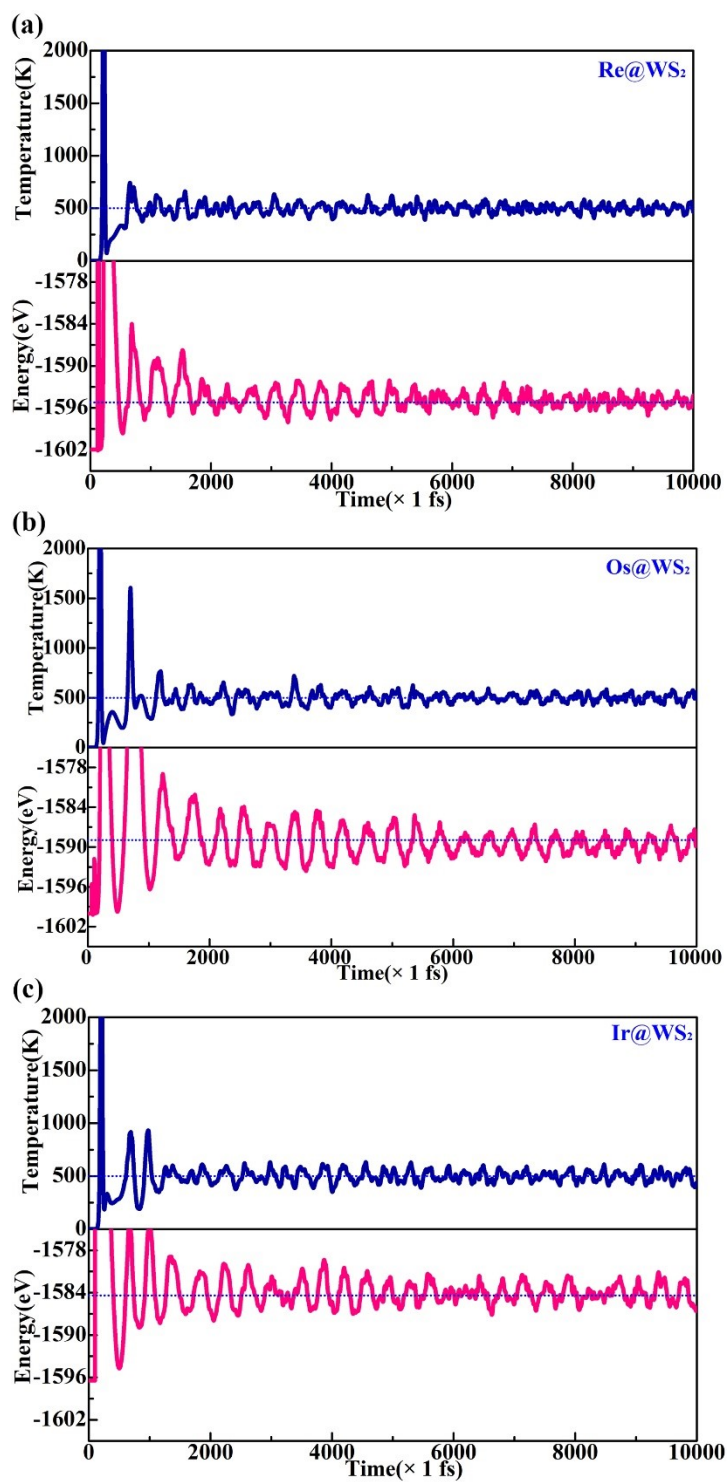 (a)
Re@WS₂
Temperature(K)
2000
1500
1000
500
0
Energy(eV)
-1578
-1584
-1590
-1596
-1602
0 2000 4000 6000 8000 10000
Time(× 1 fs)
(b)
Os@WS₂
Temperature(K)
2000
1500
1000
500
0
Energy(eV)
-1578
-1584
-1590
-1596
-1602
0 2000 4000 6000 8000 10000
Time(× 1 fs)
(c)
Ir@WS₂
Temperature(K)
2000
1500
1000
500
0
Energy(eV)
-1578
-1584
-1590
-1596
-1602
0 2000 4000 6000 8000 10000
Time(× 1 fs)